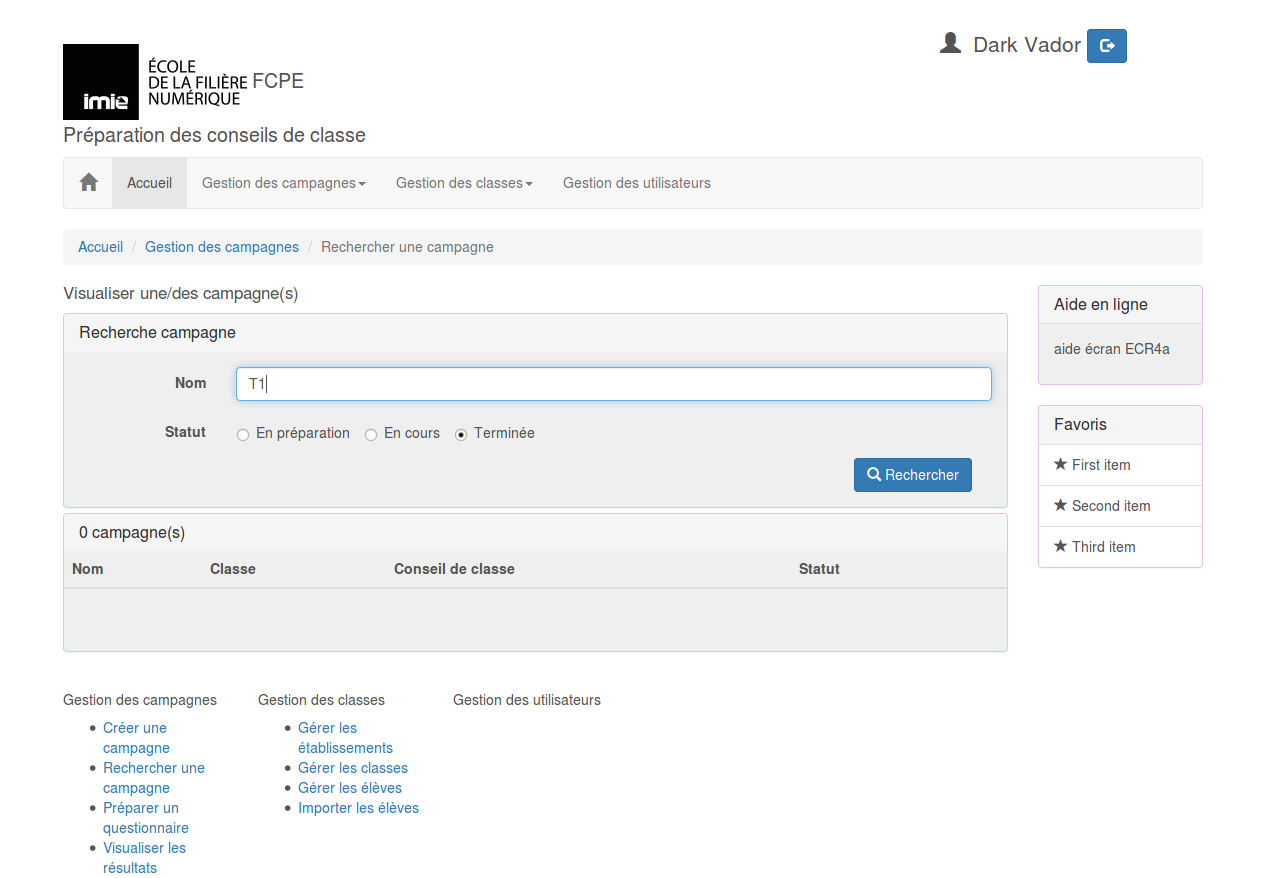 Dark Vador
imie
ÉCOLE
DE LA FILIÈRE
NUMÉRIQUE
FCPE
Préparation des conseils de classe
Accueil Gestion des campagnes Gestion des classes Gestion des utilisateurs
Accueil / Gestion des campagnes / Rechercher une campagne
Visualiser une/des campagne(s)
Recherche campagne
Nom T1
Statut En préparation En cours Terminée
Rechercher
0 campagne(s)
Nom Classe Conseil de classe Statut
Aide en ligne
aide écran ECR4a
Favoris
First item
Second item
Third item
Gestion des campagnes
Créer une
campagne
Rechercher une
campagne
Préparer un
questionnaire
Visualiser les
résultats
Gestion des classes
Gérer les
établissements
Gérer les classes
Gérer les élèves
Importer les élèves
Gestion des utilisateurs